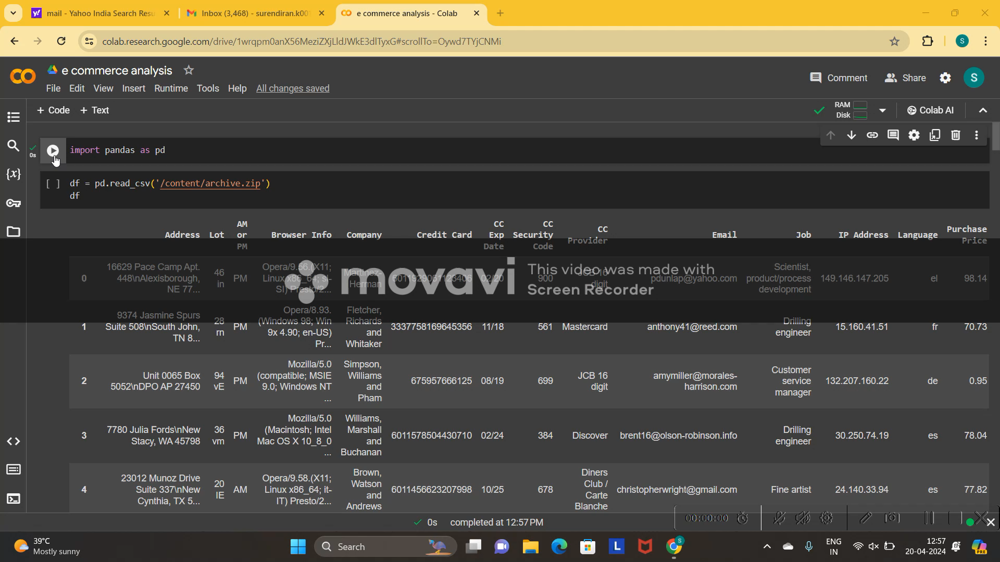 mail - Yahoo India Search Resu
Inbox (3,468) - surendiran.k001
e commerce analysis - Colab
colab.research.google.com/drive/1wrqpm0anX56MeziZXjLldJWkE3dlTyxG#scrollTo=Oywd7TYjCNMi
S
e commerce analysis
Comment
Share
S
File Edit View Insert Runtime Tools Help All changes saved
+ Code + Text
RAM
Disk
Colab AI
0s
import pandas as pd
[ ] df = pd.read_csv('/content/archive.zip')
df
Address Lot AM or PM Browser Info Company Credit Card CC Exp Date CC Security Code CC Provider Email Job IP Address Language Purchase Price
0 16629 Pace Camp Apt. 448\nAlexisborough, NE 77... 46 in PM Opera/9.56.(X11; Linux x86_64; sl-SI) Presto/2... Martinez-Herman 6011929061123406 02/20 900 JCB 16 digit pdunlap@yahoo.com Scientist, product/process development 149.146.147.205 el 98.14
movavi
This video was made with
Screen Recorder
1 9374 Jasmine Spurs Suite 508\nSouth John, TN 8... 28 rn PM Opera/8.93.(Windows 98; Win 9x 4.90; en-US) Pr... Fletcher, Richards and Whitaker 3337758169645356 11/18 561 Mastercard anthony41@reed.com Drilling engineer 15.160.41.51 fr 70.73
2 Unit 0065 Box 5052\nDPO AP 27450 94 vE PM Mozilla/5.0 (compatible; MSIE 9.0; Windows NT ... Simpson, Williams and Pham 675957666125 08/19 699 JCB 16 digit amymiller@morales-harrison.com Customer service manager 132.207.160.22 de 0.95
3 7780 Julia Fords\nNew Stacy, WA 45798 36 vm PM Mozilla/5.0 (Macintosh; Intel Mac OS X 10_8_0 ... Williams, Marshall and Buchanan 6011578504430710 02/24 384 Discover brent16@olson-robinson.info Drilling engineer 30.250.74.19 es 78.04
4 23012 Munoz Drive Suite 337\nNew Cynthia, TX 5... 20 IE AM Opera/9.58.(X11; Linux x86_64; it-IT) Presto/2... Brown, Watson and Andrews 6011456623207998 10/25 678 Diners Club / Carte Blanche christopherwright@gmail.com Fine artist 24.140.33.94 es 77.82
0s completed at 12:57 PM
00:00:00
39°C
Mostly sunny
Search
ENG
IN
12:57
20-04-2024